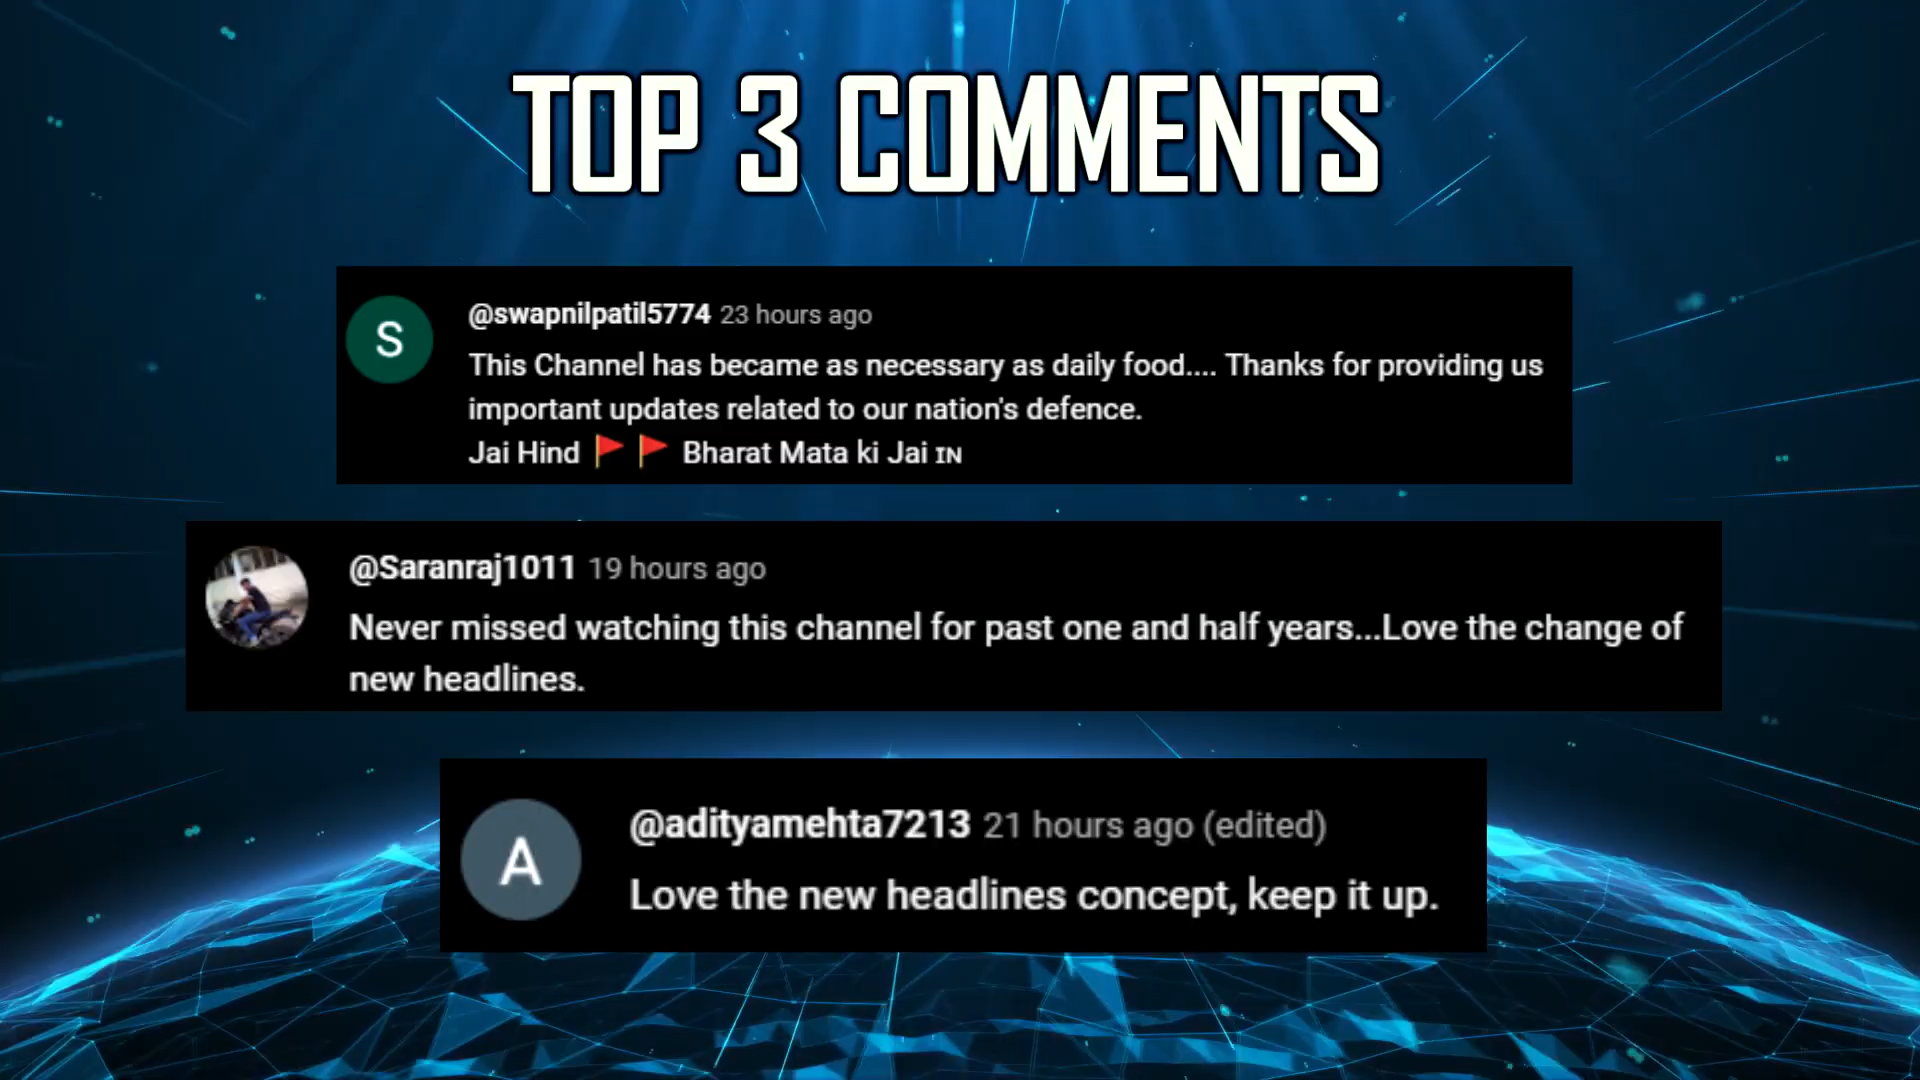 TOP 3 COMMENTS
S
@swapnilpatil5774 23 hours ago
This Channel has became as necessary as daily food.... Thanks for providing us
important updates related to our nation's defence.
Jai Hind 🚩🚩 Bharat Mata ki Jai IN
@Saranraj1011 19 hours ago
Never missed watching this channel for past one and half years...Love the change of
new headlines.
A
@adityamehta7213 21 hours ago (edited)
Love the new headlines concept, keep it up.